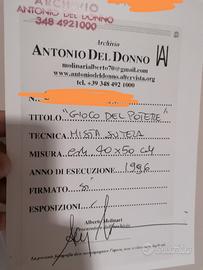 ARCHIVIO
ANTONIO DEL DONNO
348 4921000
Archivio
ANTONIO DEL DONNO
molinarialberto70@gmail.com
www.antoniodeldonno.altervista.org
Tel. +39 348 492 1000
N.
TITOLO "GIOCO DEL POTERE"
TECNICA MISTA SU TELA
MISURA cm 40x50
ANNO DI ESECUZIONE 1996
FIRMATO SI
ESPOSIZIONI
Alberto Molinari
subito